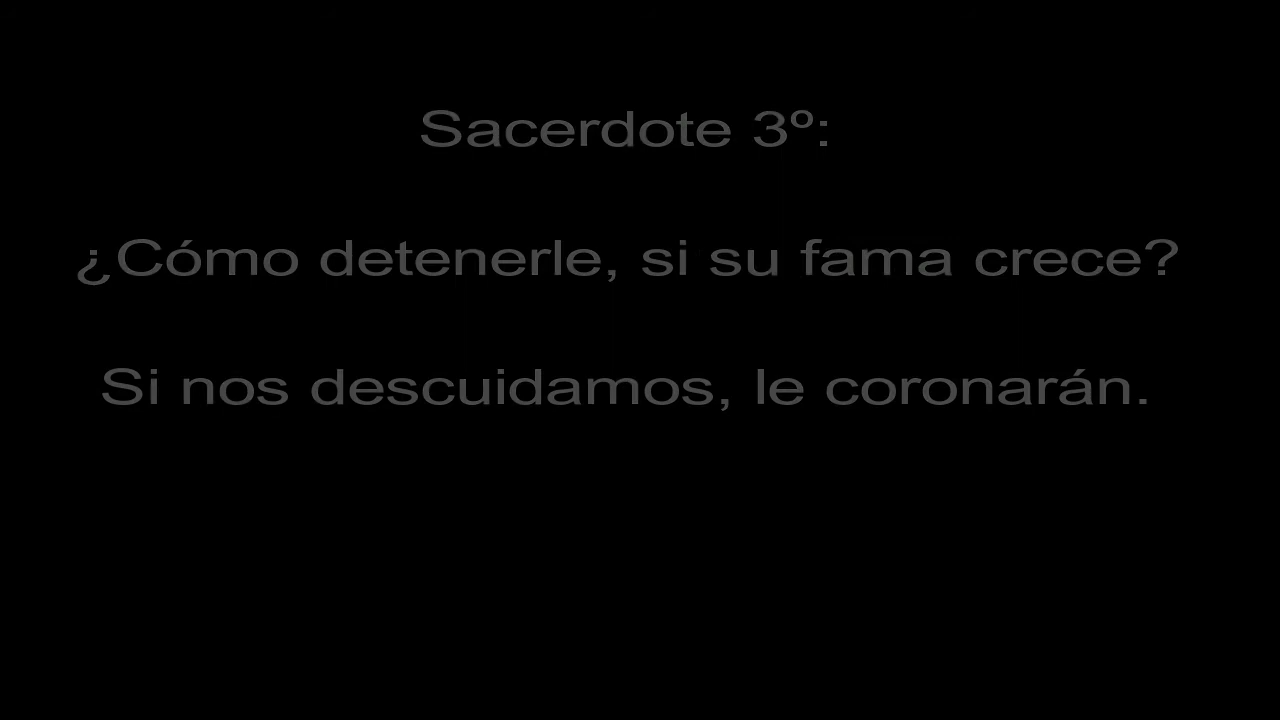 Sacerdote 3º:
¿Cómo detenerle, si su fama crece?
Si nos descuidamos, le coronarán.